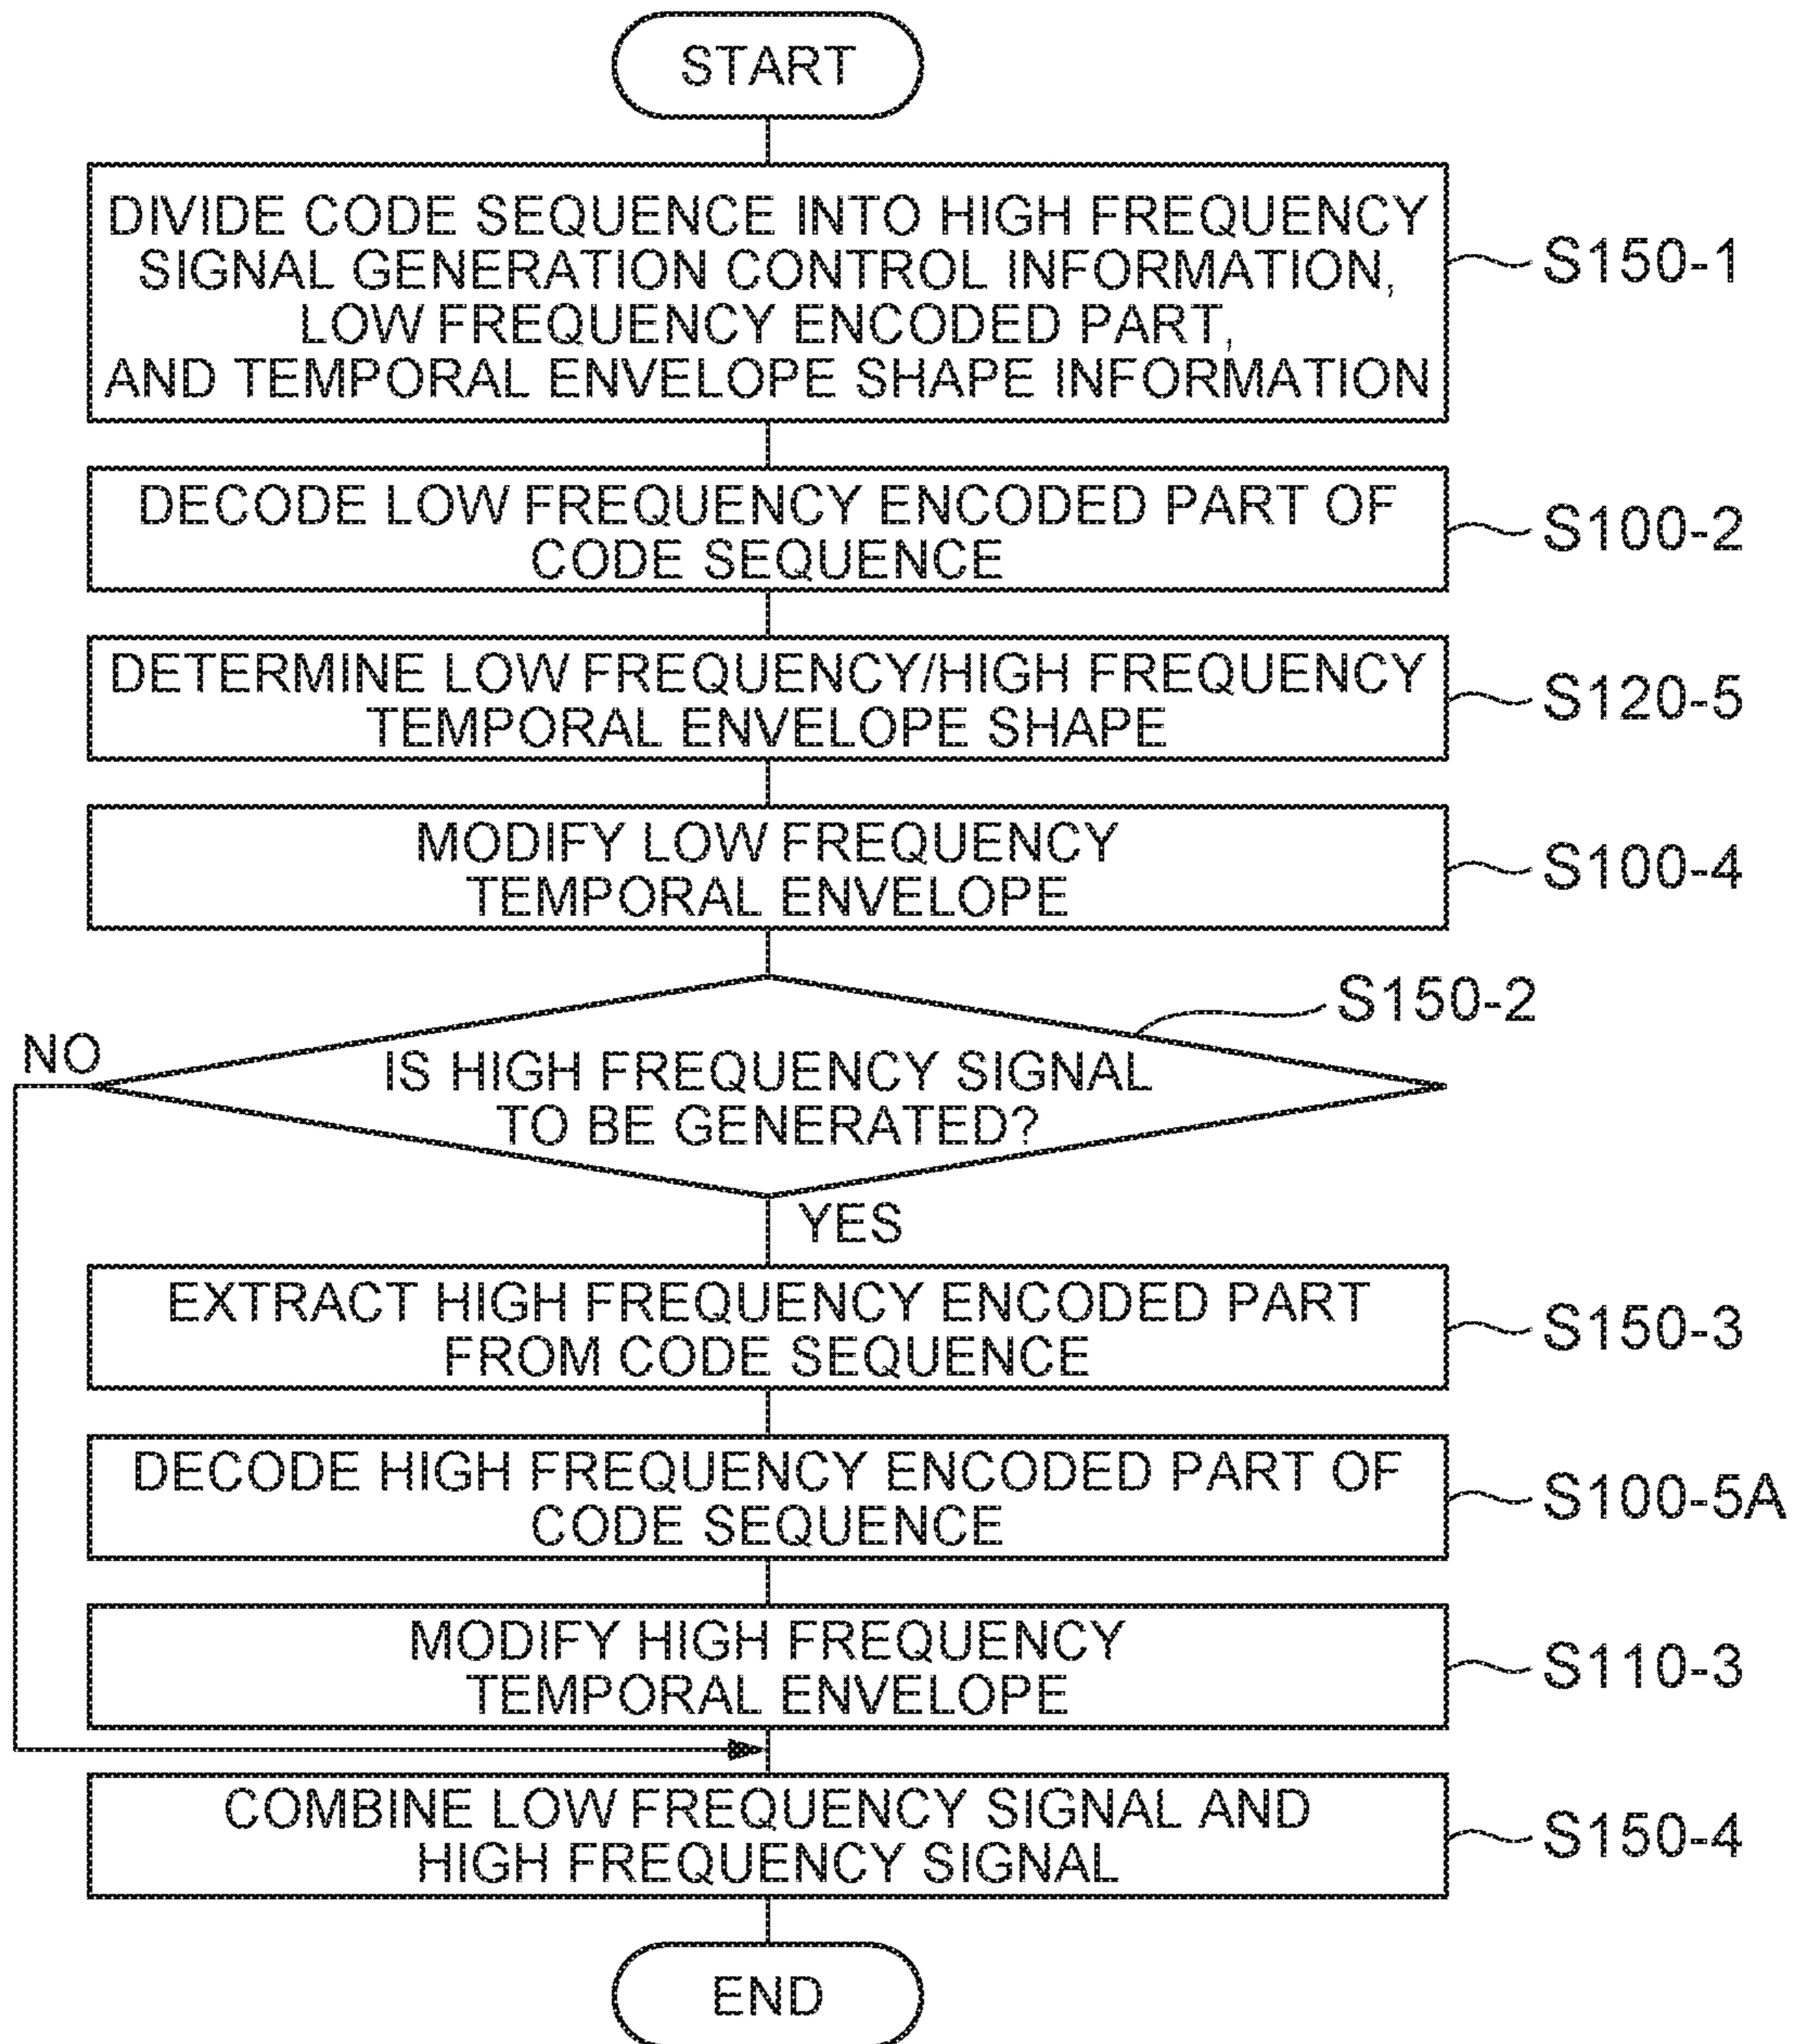 START
DIVIDE CODE SEQUENCE INTO HIGH FREQUENCY
SIGNAL GENERATION CONTROL INFORMATION,
LOW FREQUENCY ENCODED PART,
AND TEMPORAL ENVELOPE SHAPE INFORMATION
S150-1
DECODE LOW FREQUENCY ENCODED PART OF
CODE SEQUENCE
S100-2
DETERMINE LOW FREQUENCY/HIGH FREQUENCY
TEMPORAL ENVELOPE SHAPE
S120-5
MODIFY LOW FREQUENCY
TEMPORAL ENVELOPE
S100-4
S150-2
NO
IS HIGH FREQUENCY SIGNAL
TO BE GENERATED?
YES
EXTRACT HIGH FREQUENCY ENCODED PART
FROM CODE SEQUENCE
S150-3
DECODE HIGH FREQUENCY ENCODED PART OF
CODE SEQUENCE
S100-5A
MODIFY HIGH FREQUENCY
TEMPORAL ENVELOPE
S110-3
COMBINE LOW FREQUENCY SIGNAL AND
HIGH FREQUENCY SIGNAL
S150-4
END